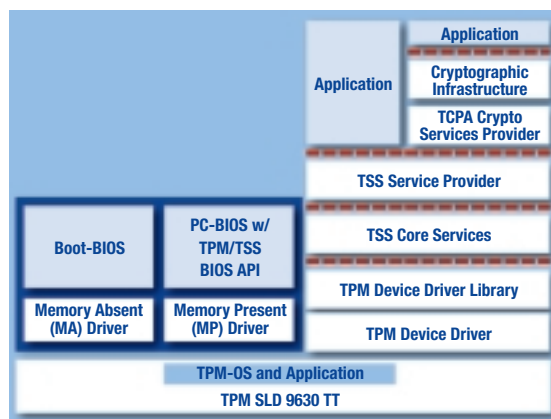 Application
Application
Cryptographic
Infrastructure
TCPA Crypto
Services Provider
TSS Service Provider
Boot-BIOS
PC-BIOS w/
TPM/TSS
BIOS API
TSS Core Services
Memory Absent
(MA) Driver
Memory Present
(MP) Driver
TPM Device Driver Library
TPM Device Driver
TPM-OS and Application
TPM SLD 9630 TT